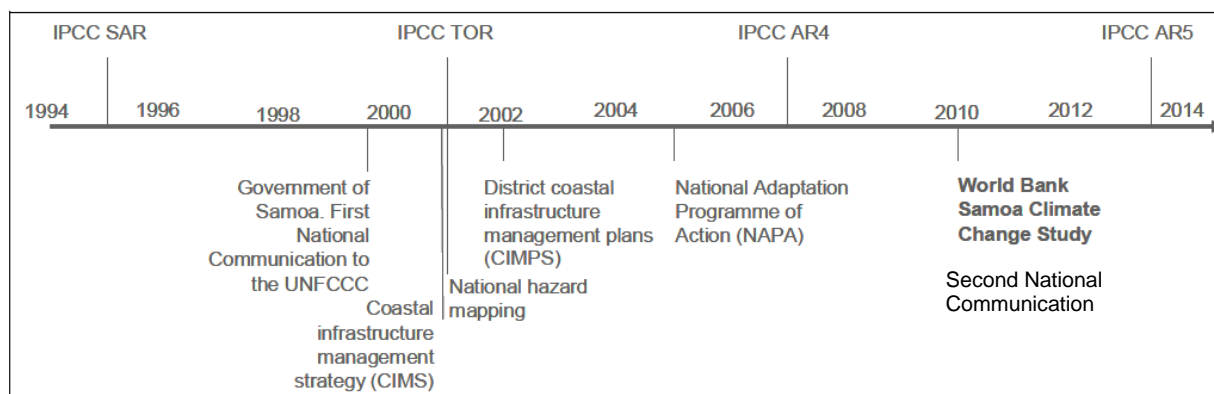 IPCC SAR
IPCC TOR
IPCC AR4
IPCC AR5
1994
1996
1998
2000
2002
2004
2006
2008
2010
2012
2014
Government of
Samoa. First
National
Communication to
the UNFCCC
Coastal
infrastructure
management
strategy (CIMS)
National hazard
mapping
District coastal
infrastructure
management plans
(CIMPS)
National Adaptation
Programme of
Action (NAPA)
World Bank
Samoa Climate
Change Study
Second National
Communication